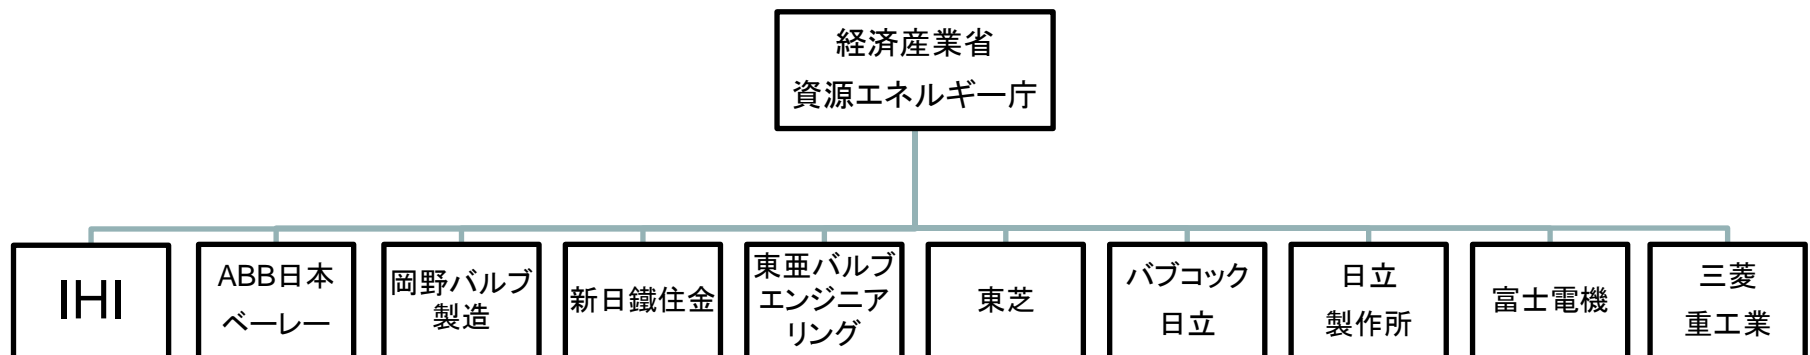 経済産業省
資源エネルギー庁
IHI
ABB日本
ベーレー
岡野バルブ
製造
新日鐵住金
東亜バルブ
エンジニア
リング
東芝
バブコック
日立
日立
製作所
富士電機
三菱
重工業